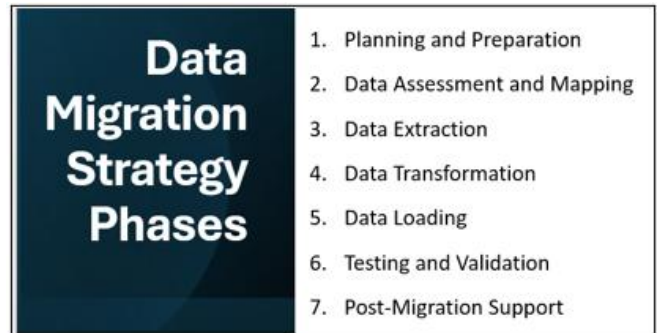 Data
Migration
Strategy
Phases
1. Planning and Preparation
2. Data Assessment and Mapping
3. Data Extraction
4. Data Transformation
5. Data Loading
6. Testing and Validation
7. Post-Migration Support